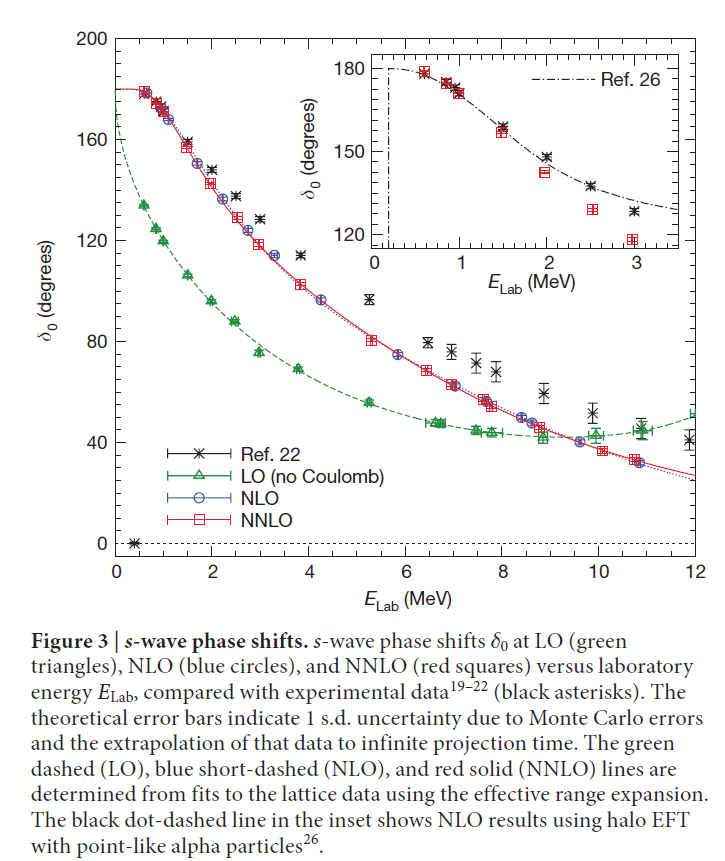 200
160
120
80
40
0
δ0 (degrees)
0 2 4 6 8 10 12
ELab (MeV)
Ref. 22
LO (no Coulomb)
NLO
NNLO
180
150
120
δ0 (degrees)
0 1 2 3
ELab (MeV)
Ref. 26
Figure 3 | s-wave phase shifts. s-wave phase shifts δ0 at LO (green
triangles), NLO (blue circles), and NNLO (red squares) versus laboratory
energy ELab, compared with experimental data19–22 (black asterisks). The
theoretical error bars indicate 1 s.d. uncertainty due to Monte Carlo errors
and the extrapolation of that data to infinite projection time. The green
dashed (LO), blue short-dashed (NLO), and red solid (NNLO) lines are
determined from fits to the lattice data using the effective range expansion.
The black dot-dashed line in the inset shows NLO results using halo EFT
with point-like alpha particles26.